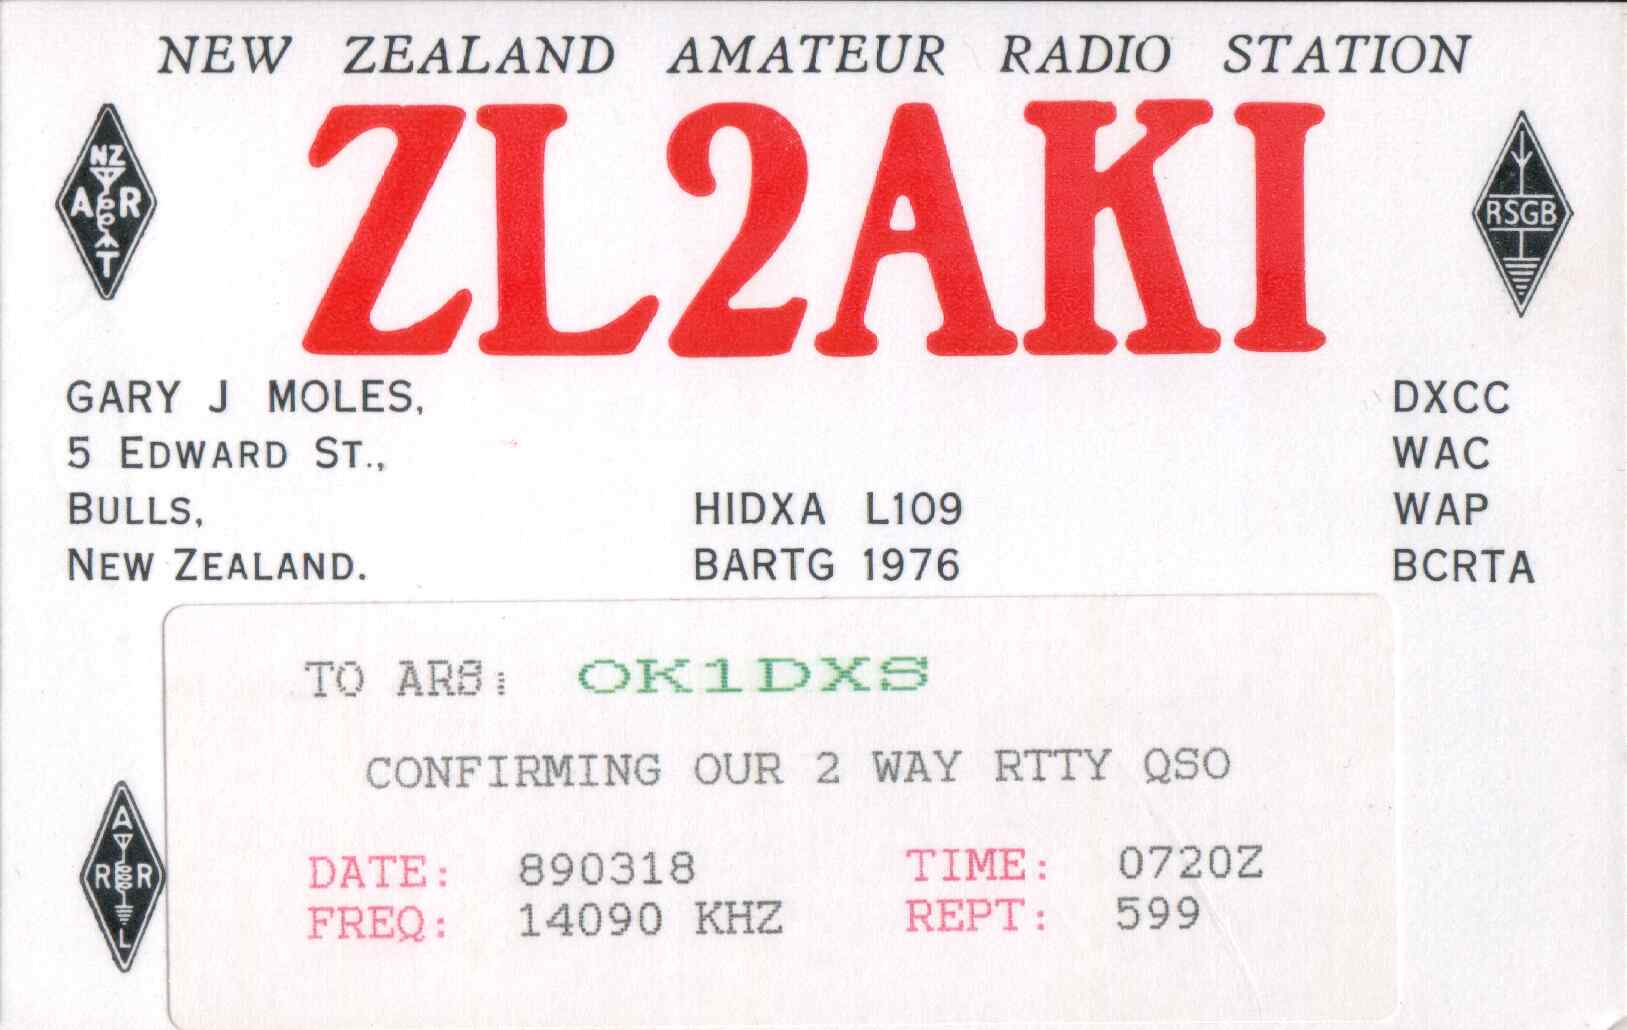 NEW ZEALAND AMATEUR RADIO STATION
ZL2AKI
NZ
A R
T
RSGB
GARY J MOLES,
5 EDWARD ST.,
BULLS,
NEW ZEALAND.
HIDXA L109
BARTG 1976
DXCC
WAC
WAP
BCRTA
TO ARS: OK1DXS
CONFIRMING OUR 2 WAY RTTY QSO
DATE: 890318 TIME: 0720Z
FREQ: 14090 KHZ REPT: 599
A
R R
L